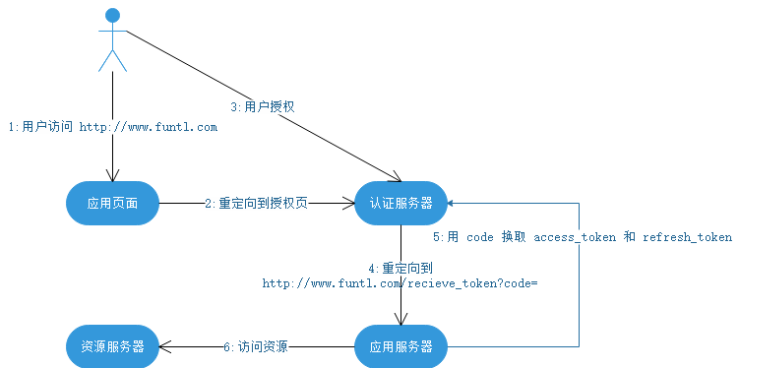 3:用户授权
1:用户访问 http://www.funtl.com
应用页面
2:重定向到授权页
认证服务器
5:用 code 换取 access_token 和 refresh_token
4:重定向到
http://www.funtl.com/recieve_token?code=
资源服务器
6:访问资源
应用服务器